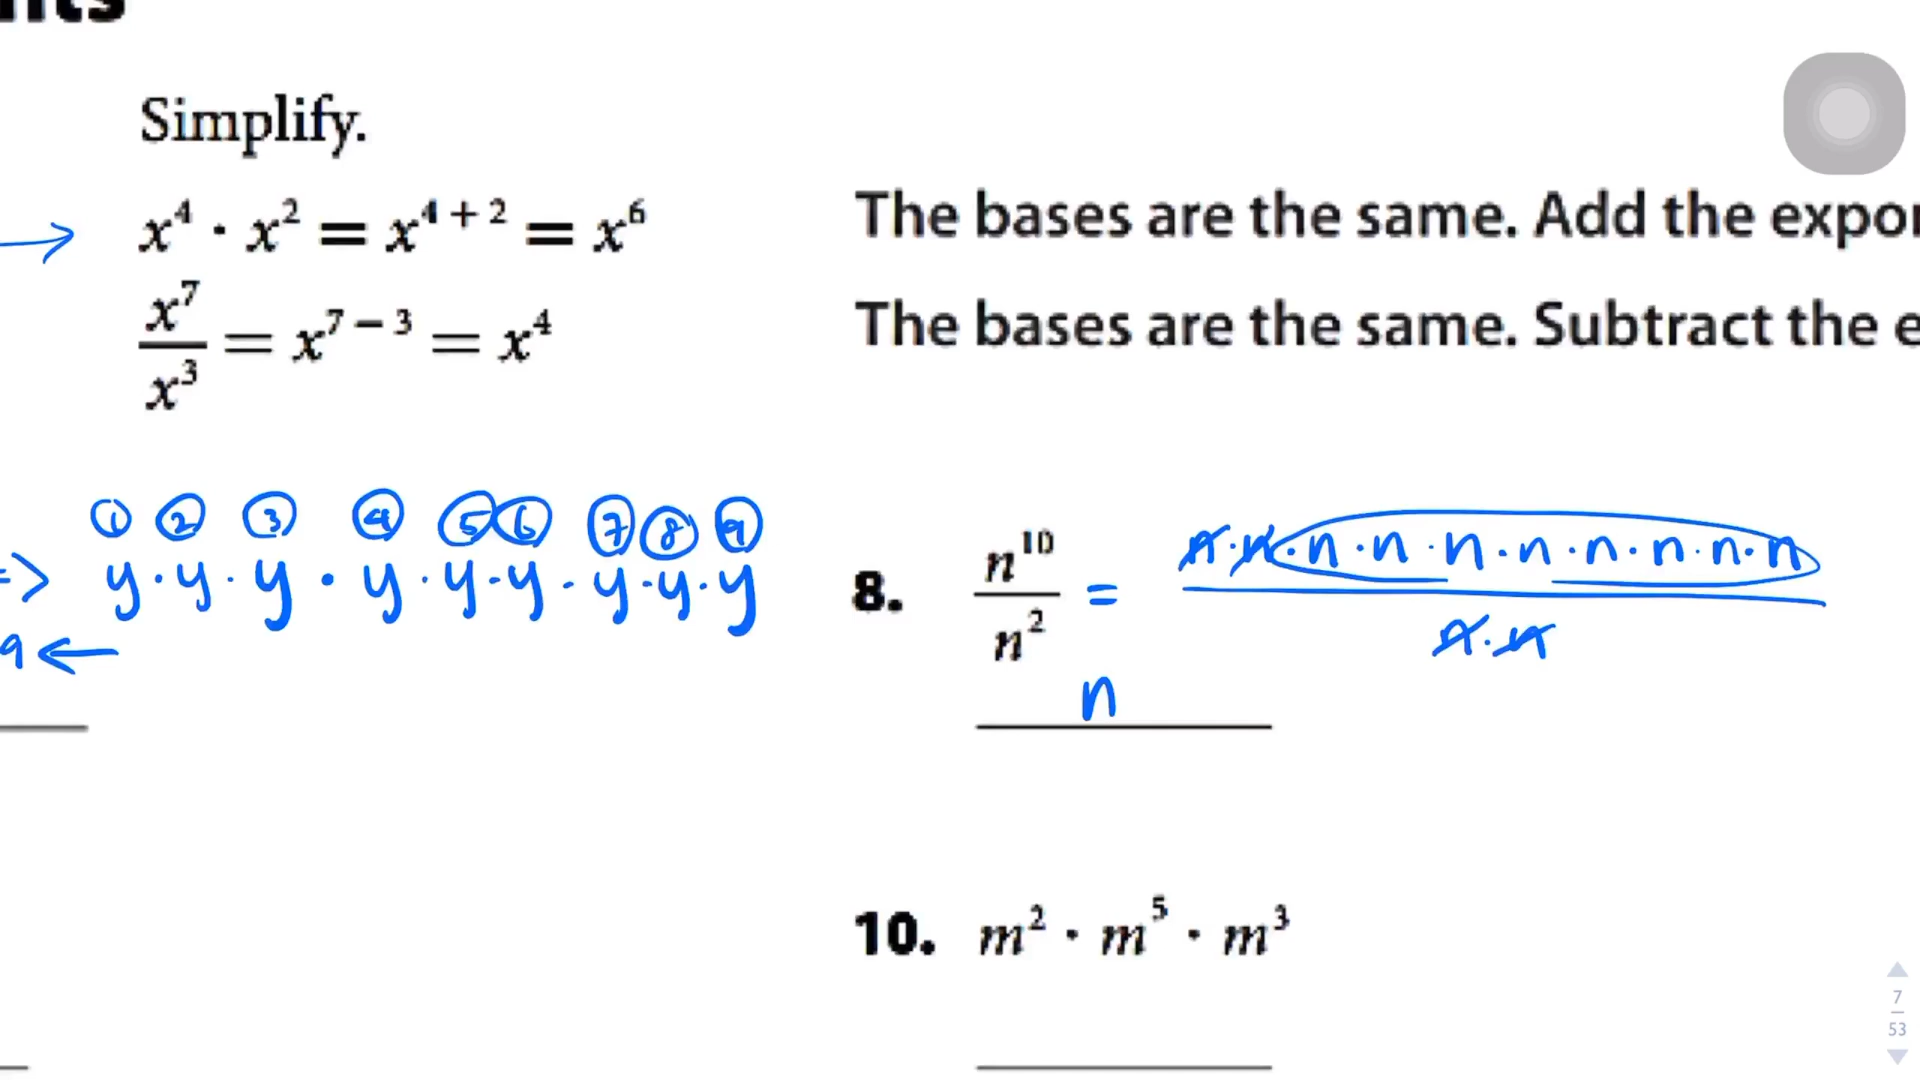 nts
Simplify.
x⁴ · x² = x⁴⁺² = x⁶
The bases are the same. Add the expo
x⁷/x³ = x⁷⁻³ = x⁴
The bases are the same. Subtract the e
① ② ③ ④ ⑤ ⑥ ⑦ ⑧ ⑨
=> y · y · y · y · y · y · y · y · y
9 ←
8. n¹⁰/n² = n · n · n · n · n · n · n · n · n · n / n · n
n
10. m² · m⁵ · m³
7
53